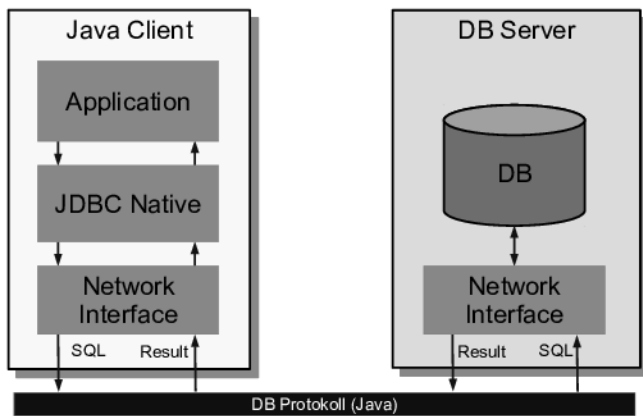 Java Client
Application
JDBC Native
Network
Interface
SQL
Result
DB Server
DB
Network
Interface
Result
SQL
DB Protokoll (Java)